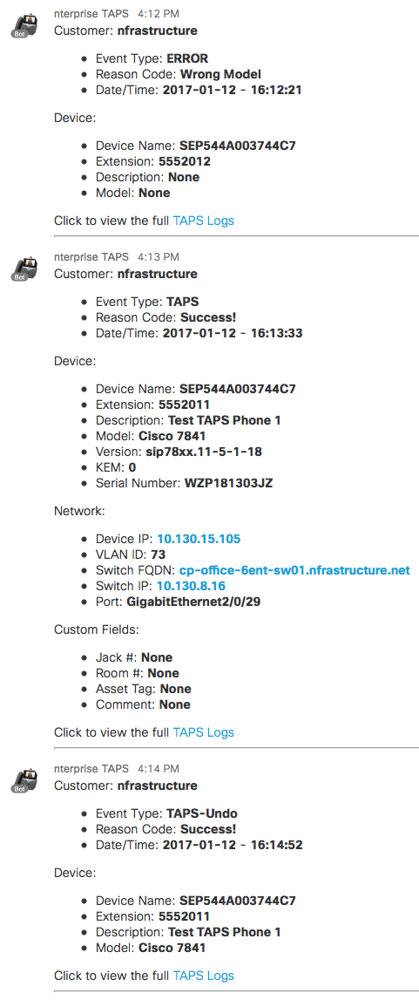 nterprise TAPS 4:12 PM
Bot
Customer: nfrastructure
• Event Type: ERROR
• Reason Code: Wrong Model
• Date/Time: 2017-01-12 - 16:12:21
Device:
• Device Name: SEP544A003744C7
• Extension: 5552012
• Description: None
• Model: None
Click to view the full TAPS Logs
nterprise TAPS 4:13 PM
Bot
Customer: nfrastructure
• Event Type: TAPS
• Reason Code: Success!
• Date/Time: 2017-01-12 - 16:13:33
Device:
• Device Name: SEP544A003744C7
• Extension: 5552011
• Description: Test TAPS Phone 1
• Model: Cisco 7841
• Version: sip78xx.11-5-1-18
• KEM: 0
• Serial Number: WZP181303JZ
Network:
• Device IP: 10.130.15.105
• VLAN ID: 73
• Switch FQDN: cp-office-6ent-sw01.nfrastructure.net
• Switch IP: 10.130.8.16
• Port: GigabitEthernet2/0/29
Custom Fields:
• Jack #: None
• Room #: None
• Asset Tag: None
• Comment: None
Click to view the full TAPS Logs
nterprise TAPS 4:14 PM
Bot
Customer: nfrastructure
• Event Type: TAPS-Undo
• Reason Code: Success!
• Date/Time: 2017-01-12 - 16:14:52
Device:
• Device Name: SEP544A003744C7
• Extension: 5552011
• Description: Test TAPS Phone 1
• Model: Cisco 7841
Click to view the full TAPS Logs